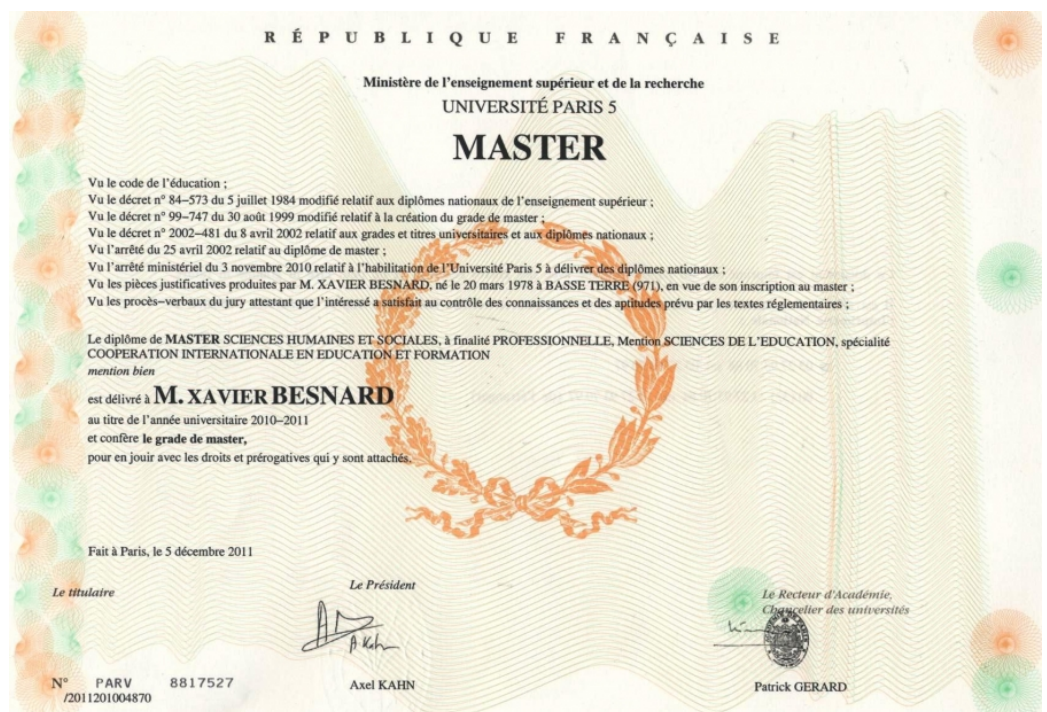 RÉPUBLIQUE FRANÇAISE
Ministère de l'enseignement supérieur et de la recherche
UNIVERSITÉ PARIS 5
MASTER
Vu le code de l'éducation ;
Vu le décret n° 84–573 du 5 juillet 1984 modifié relatif aux diplômes nationaux de l'enseignement supérieur ;
Vu le décret n° 99–747 du 30 août 1999 modifié relatif à la création du grade de master ;
Vu le décret n° 2002–481 du 8 avril 2002 relatif aux grades et titres universitaires et aux diplômes nationaux ;
Vu l'arrêté du 25 avril 2002 relatif au diplôme de master ;
Vu l'arrêté ministériel du 3 novembre 2010 relatif à l'habilitation de l'Université Paris 5 à délivrer des diplômes nationaux ;
Vu les pièces justificatives produites par M. XAVIER BESNARD, né le 20 mars 1978 à BASSE TERRE (971), en vue de son inscription au master ;
Vu les procès–verbaux du jury attestant que l'intéressé a satisfait au contrôle des connaissances et des aptitudes prévu par les textes réglementaires ;
Le diplôme de MASTER SCIENCES HUMAINES ET SOCIALES, à finalité PROFESSIONNELLE, Mention SCIENCES DE L'EDUCATION, spécialité
COOPERATION INTERNATIONALE EN EDUCATION ET FORMATION
mention bien
est délivré à M. XAVIER BESNARD
au titre de l'année universitaire 2010–2011
et confère le grade de master,
pour en jouir avec les droits et prérogatives qui y sont attachés.
Fait à Paris, le 5 décembre 2011
Le titulaire
Le Président
Le Recteur d'Académie,
Chancelier des universités
A Kahn
N° PARV 8817527
/2011201004870
Axel KAHN
Patrick GERARD